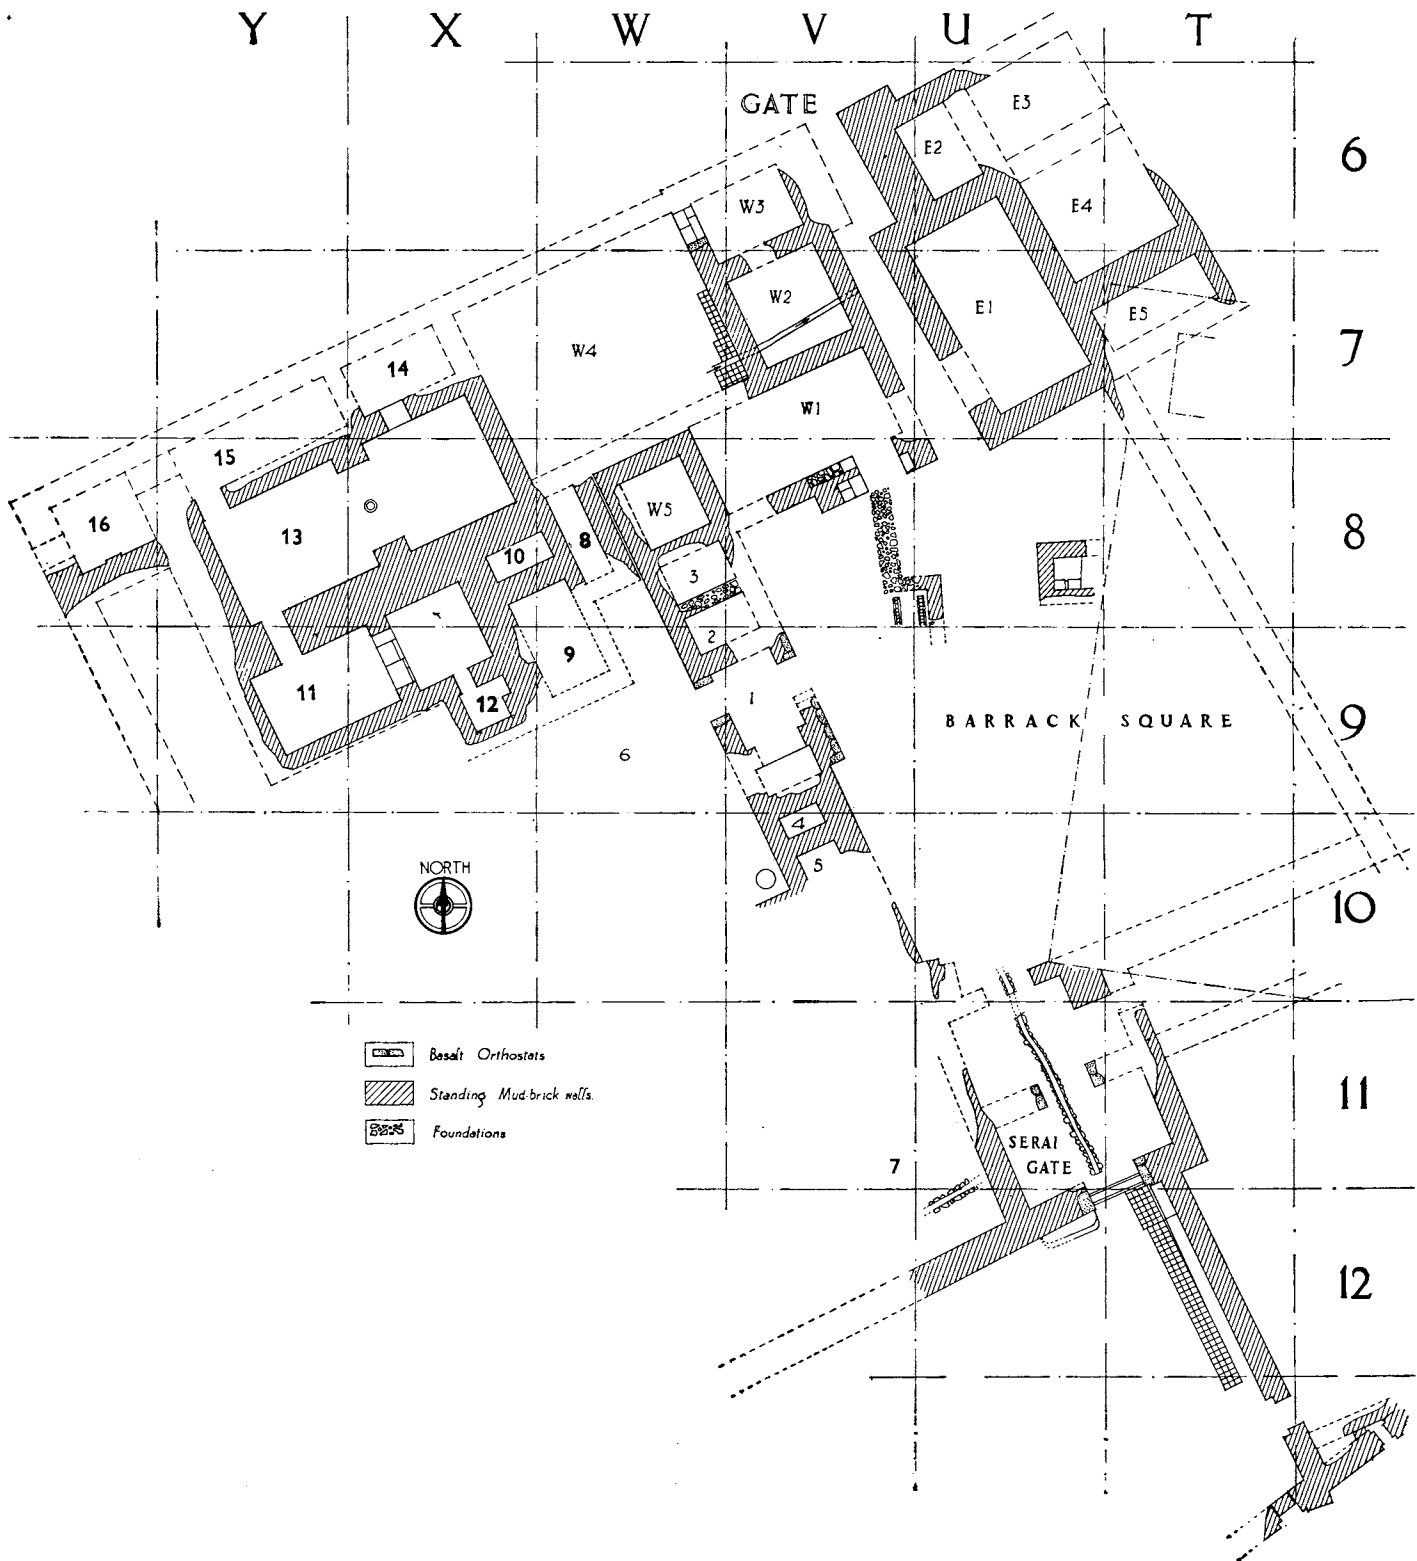 Y X W V U T
GATE
E3
E2
6
W3
E4
W2
E1
E5
W4
7
14
W1
15
16
W5
13
8
8
10
3
2
9
11
12
1
BARRACK SQUARE
9
6
4
5
NORTH
10
Basalt Orthostats
Standing Mud-brick walls.
Foundations
11
SERAI
GATE
7
12